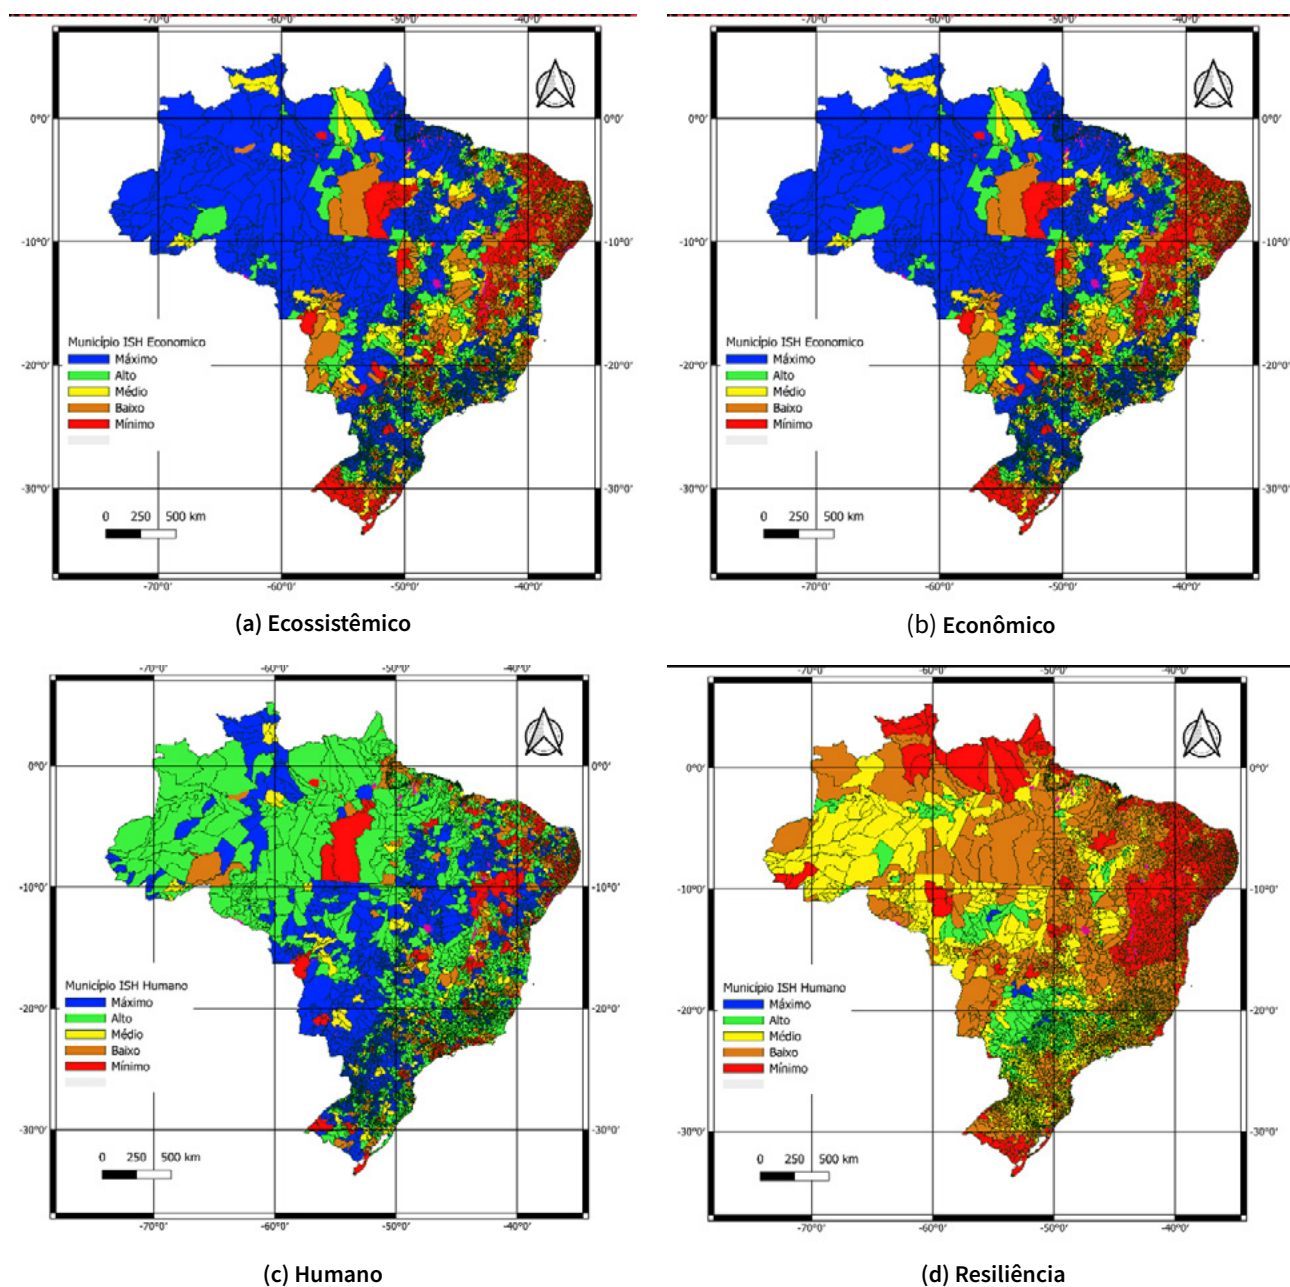 -70°0' -60°0' -50°0' -40°0'
0°0' 0°0'
-10°0' -10°0'
Município ISH Economico
Máximo
Alto
Médio
Baixo
Mínimo
-20°0' -20°0'
-30°0' -30°0'
0 250 500 km
-70°0' -60°0' -50°0' -40°0'
(a) Ecossistêmico
-70°0' -60°0' -50°0' -40°0'
0°0' 0°0'
-10°0' -10°0'
Município ISH Economico
Máximo
Alto
Médio
Baixo
Mínimo
-20°0' -20°0'
-30°0' -30°0'
0 250 500 km
-70°0' -60°0' -50°0' -40°0'
(b) Econômico
-70°0' -60°0' -50°0' -40°0'
0°0' 0°0'
-10°0' -10°0'
Município ISH Humano
Máximo
Alto
Médio
Baixo
Mínimo
-20°0' -20°0'
-30°0' -30°0'
0 250 500 km
-70°0' -60°0' -50°0' -40°0'
(c) Humano
-70°0' -60°0' -50°0' -40°0'
0°0' 0°0'
-10°0' -10°0'
Município ISH Humano
Máximo
Alto
Médio
Baixo
Mínimo
-20°0' -20°0'
-30°0' -30°0'
0 250 500 km
-70°0' -60°0' -50°0' -40°0'
(d) Resiliência